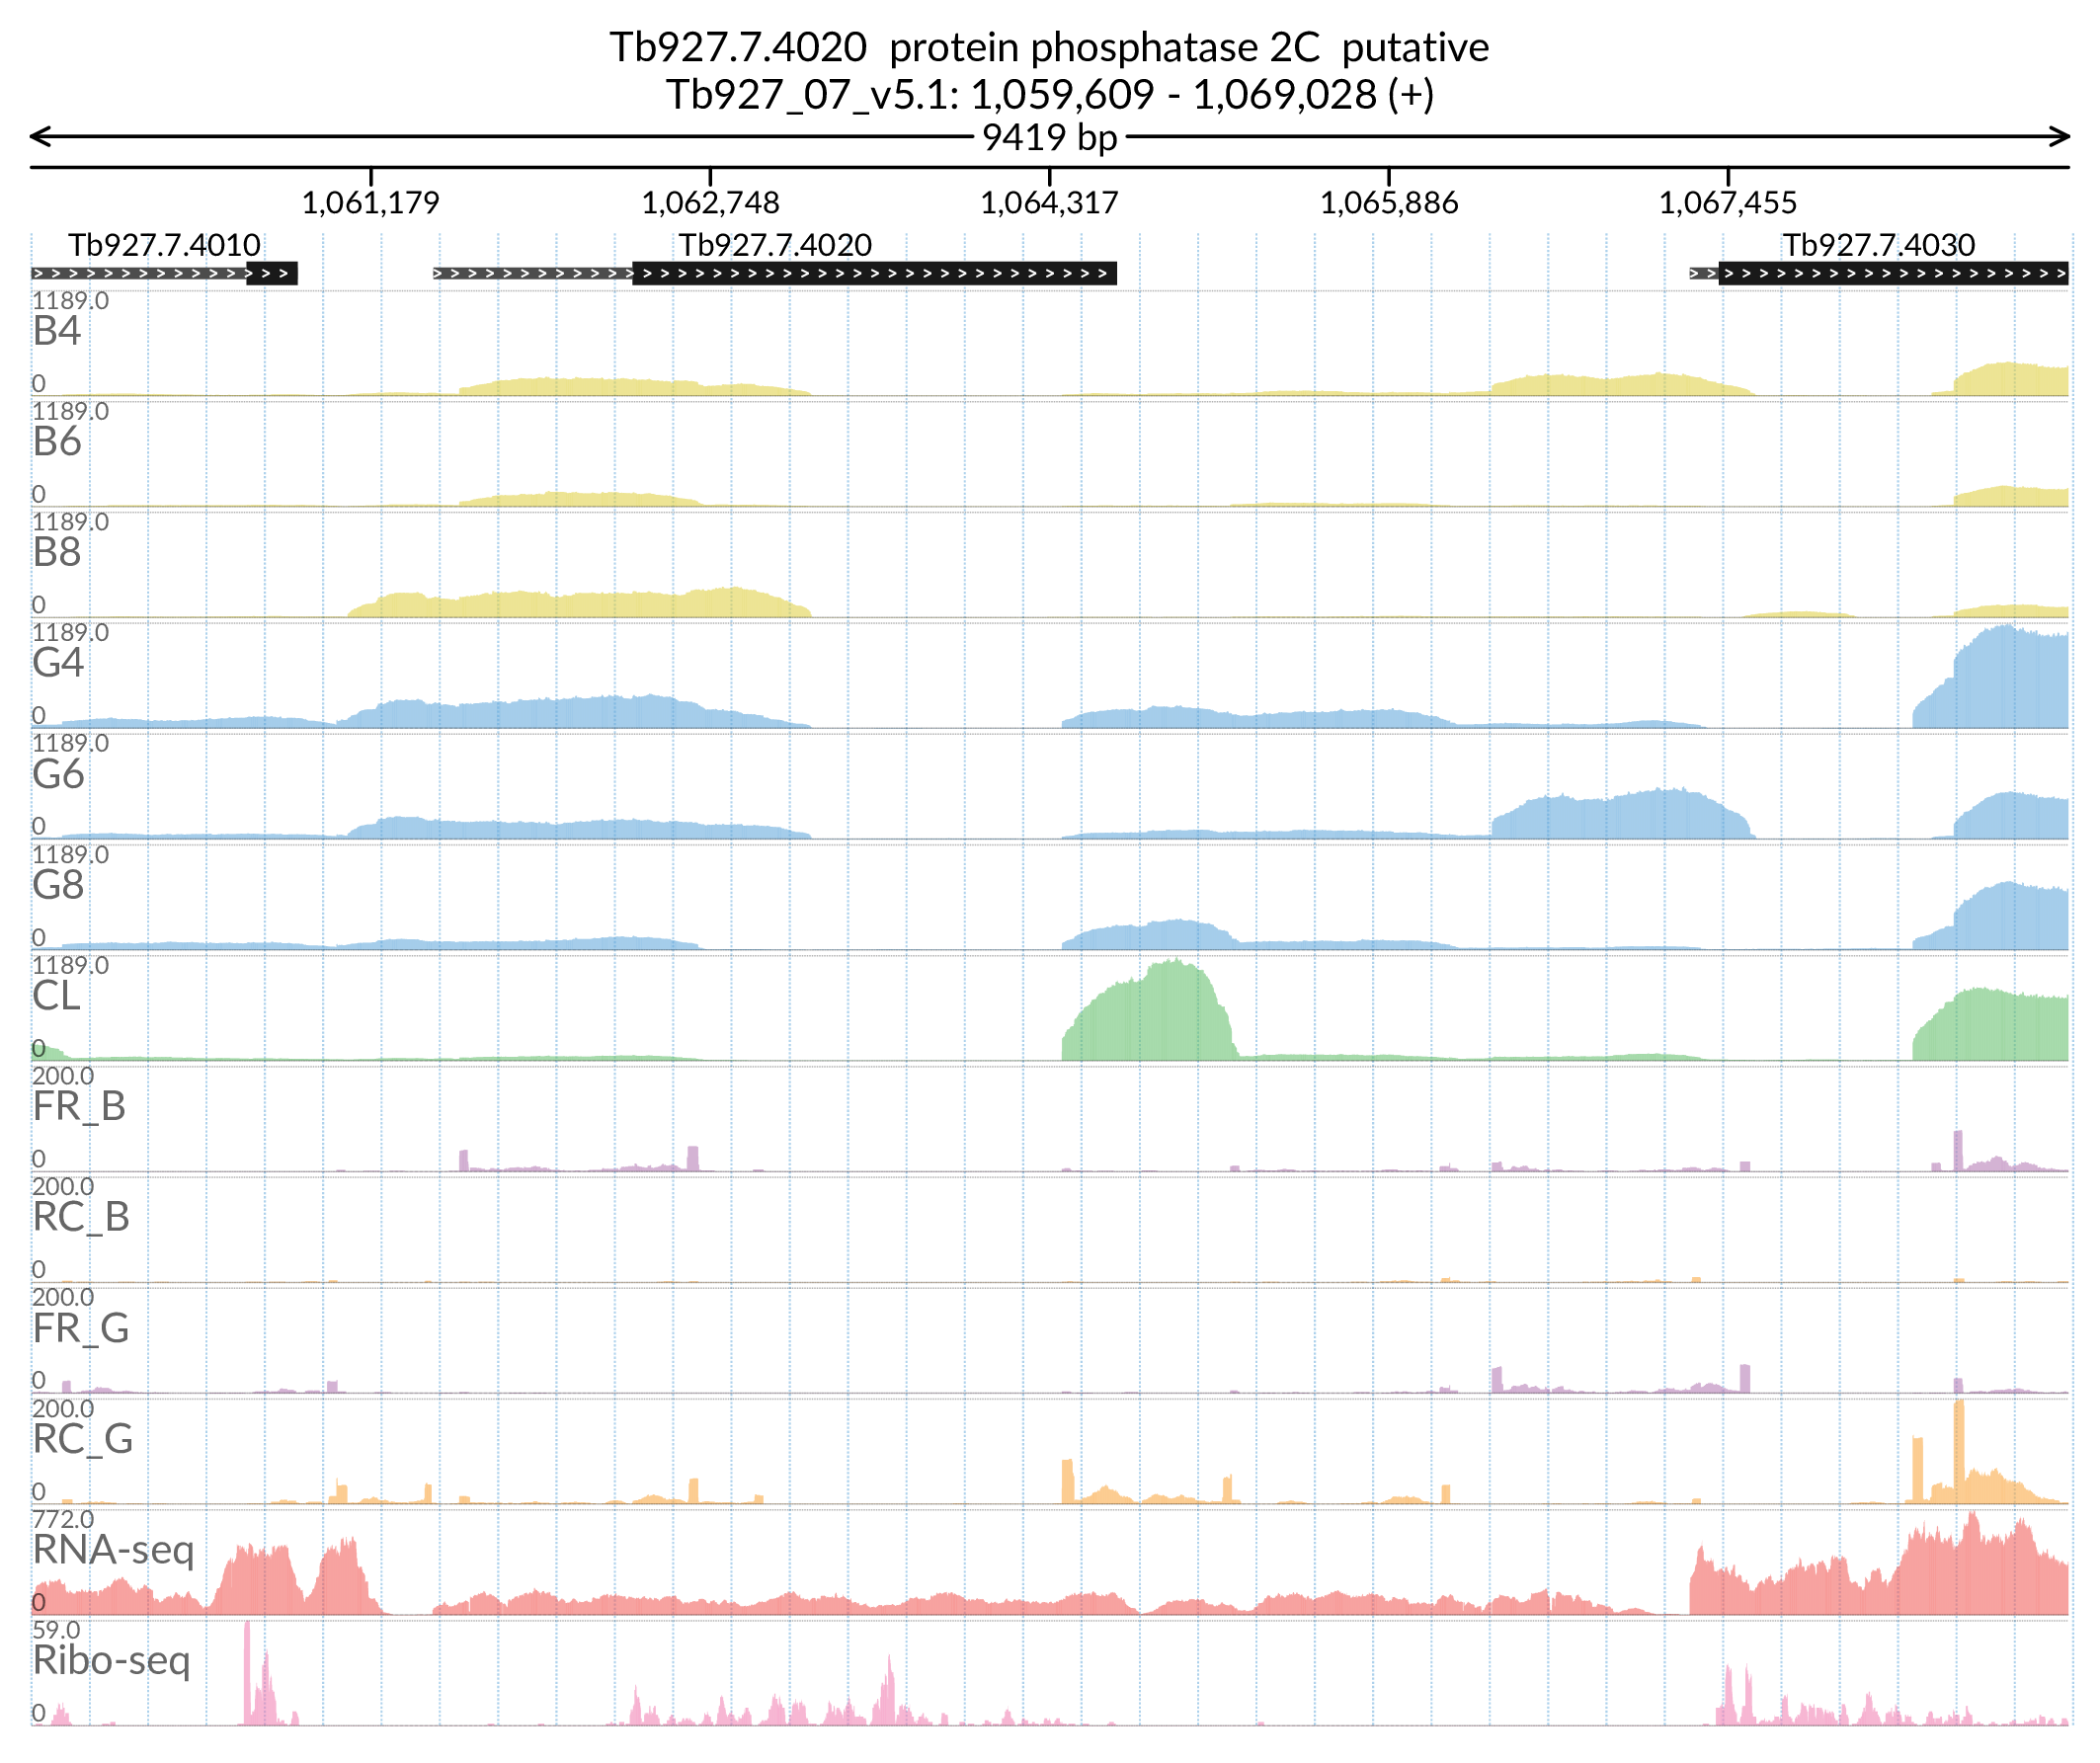 Tb927.7.4020  protein phosphatase 2C  putative
Tb927_07_v5.1: 1,059,609 - 1,069,028 (+)
9419 bp
1,061,179 1,062,748 1,064,317 1,065,886 1,067,455
Tb927.7.4010 Tb927.7.4020 Tb927.7.4030
1189.0
B4
0
1189.0
B6
0
1189.0
B8
0
1189.0
G4
0
1189.0
G6
0
1189.0
G8
0
1189.0
CL
0
200.0
FR_B
0
200.0
RC_B
0
200.0
FR_G
0
200.0
RC_G
0
772.0
RNA-seq
0
59.0
Ribo-seq
0